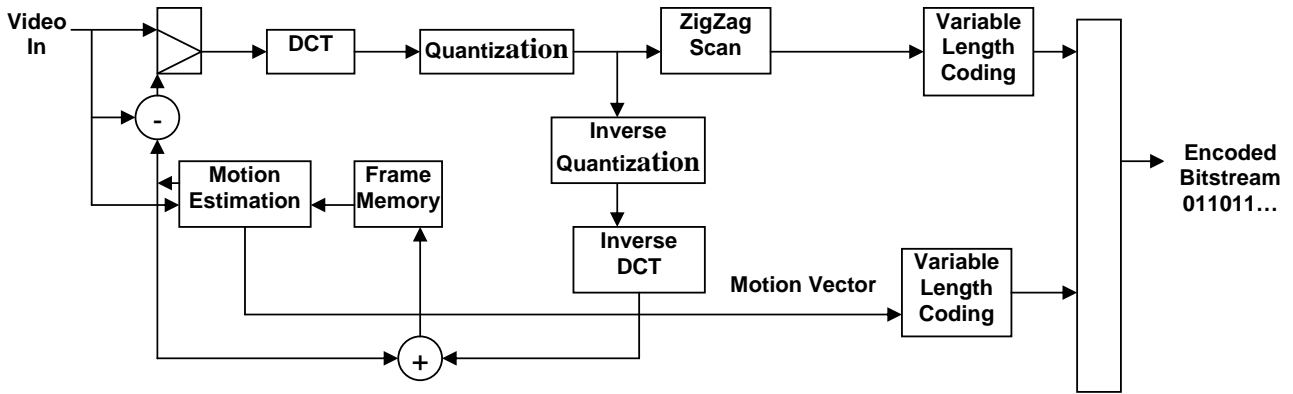 Video
In
DCT
Quantization
ZigZag
Scan
Variable
Length
Coding
-
Inverse
Quantization
Motion
Estimation
Frame
Memory
Encoded
Bitstream
011011…
Inverse
DCT
Motion Vector
Variable
Length
Coding
+